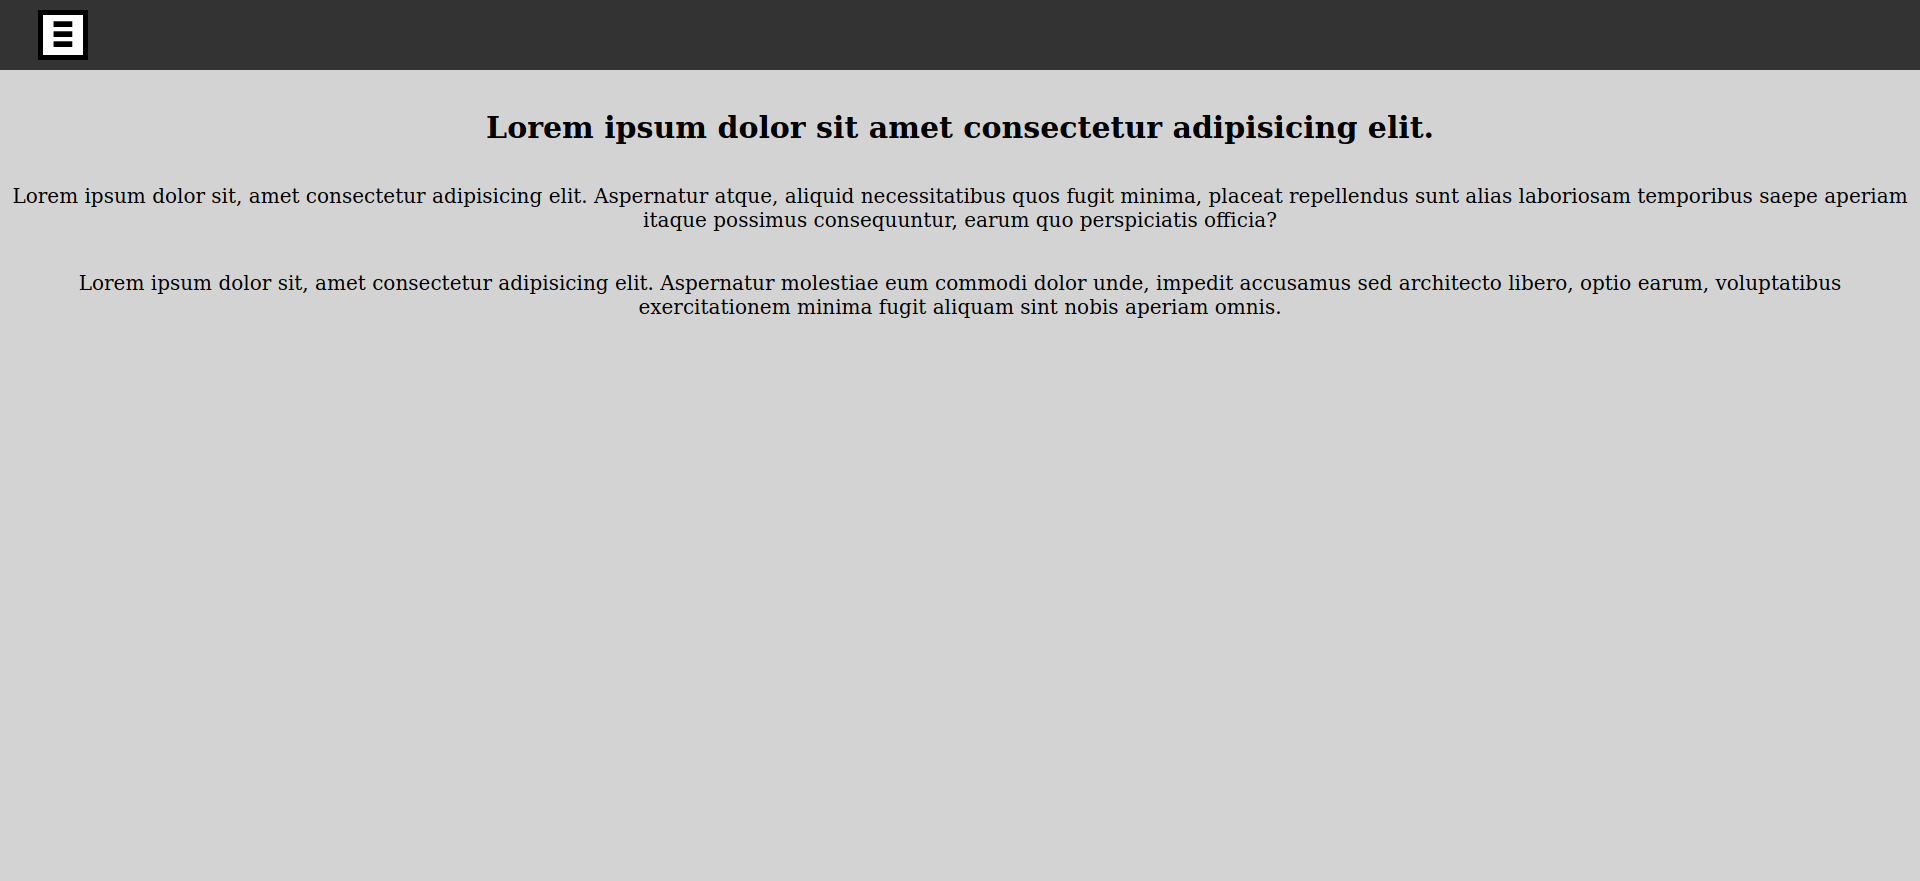 Lorem ipsum dolor sit amet consectetur adipisicing elit.
Lorem ipsum dolor sit, amet consectetur adipisicing elit. Aspernatur atque, aliquid necessitatibus quos fugit minima, placeat repellendus sunt alias laboriosam temporibus saepe aperiam
itaque possimus consequuntur, earum quo perspiciatis officia?
Lorem ipsum dolor sit, amet consectetur adipisicing elit. Aspernatur molestiae eum commodi dolor unde, impedit accusamus sed architecto libero, optio earum, voluptatibus
exercitationem minima fugit aliquam sint nobis aperiam omnis.